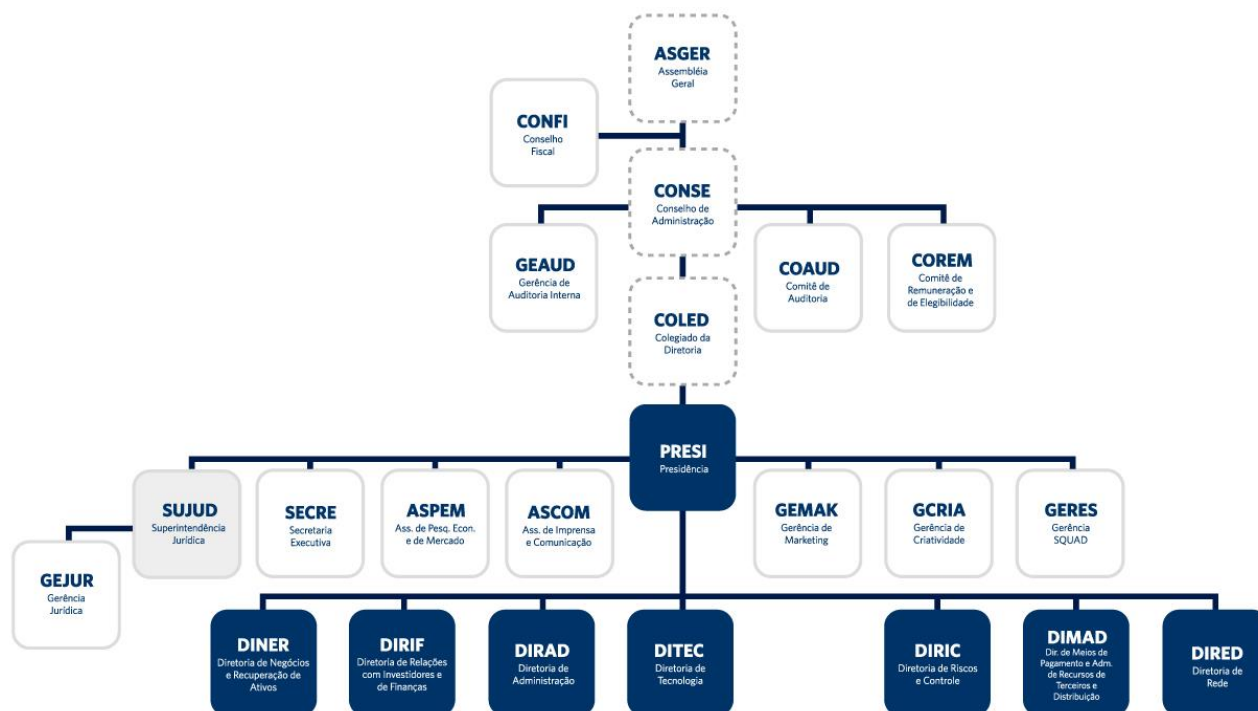 ASGER
Assembléia
Geral
CONFI
Conselho
Fiscal
CONSE
Conselho de
Administração
GEAUD
Gerência de
Auditoria Interna
COAUD
Comitê de
Auditoria
COREM
Comitê de
Remuneração e
de Elegibilidade
COLED
Colegiado da
Diretoria
PRESI
Presidência
SUJUD
Superintendência
Jurídica
SECRE
Secretaria
Executiva
ASPEM
Ass. de Pesq. Econ.
e de Mercado
ASCOM
Ass. de Imprensa
e Comunicação
GEMAK
Gerência de
Marketing
GCRIA
Gerência de
Criatividade
GERES
Gerência
SQUAD
GEJUR
Gerência
Jurídica
DINER
Diretoria de Negócios
e Recuperação de
Ativos
DIRIF
Diretoria de Relações
com Investidores e
de Finanças
DIRAD
Diretoria de
Administração
DITEC
Diretoria de
Tecnologia
DIRIC
Diretoria de Riscos
e Controle
DIMAD
Dir. de Meios de
Pagamento e Adm.
de Recursos de
Terceiros e
Distribuição
DIRED
Diretoria de
Rede